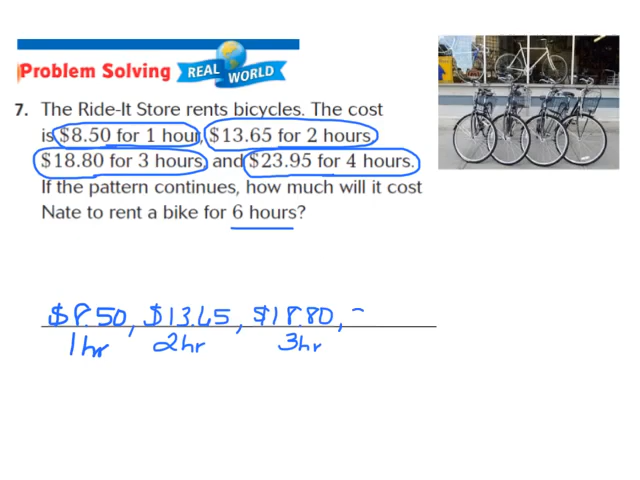 Problem Solving REAL WORLD
7. The Ride-It Store rents bicycles. The cost
is $8.50 for 1 hour, $13.65 for 2 hours,
$18.80 for 3 hours, and $23.95 for 4 hours.
If the pattern continues, how much will it cost
Nate to rent a bike for 6 hours?
$8.50, $13.65, $18.80,
1hr 2hr 3hr